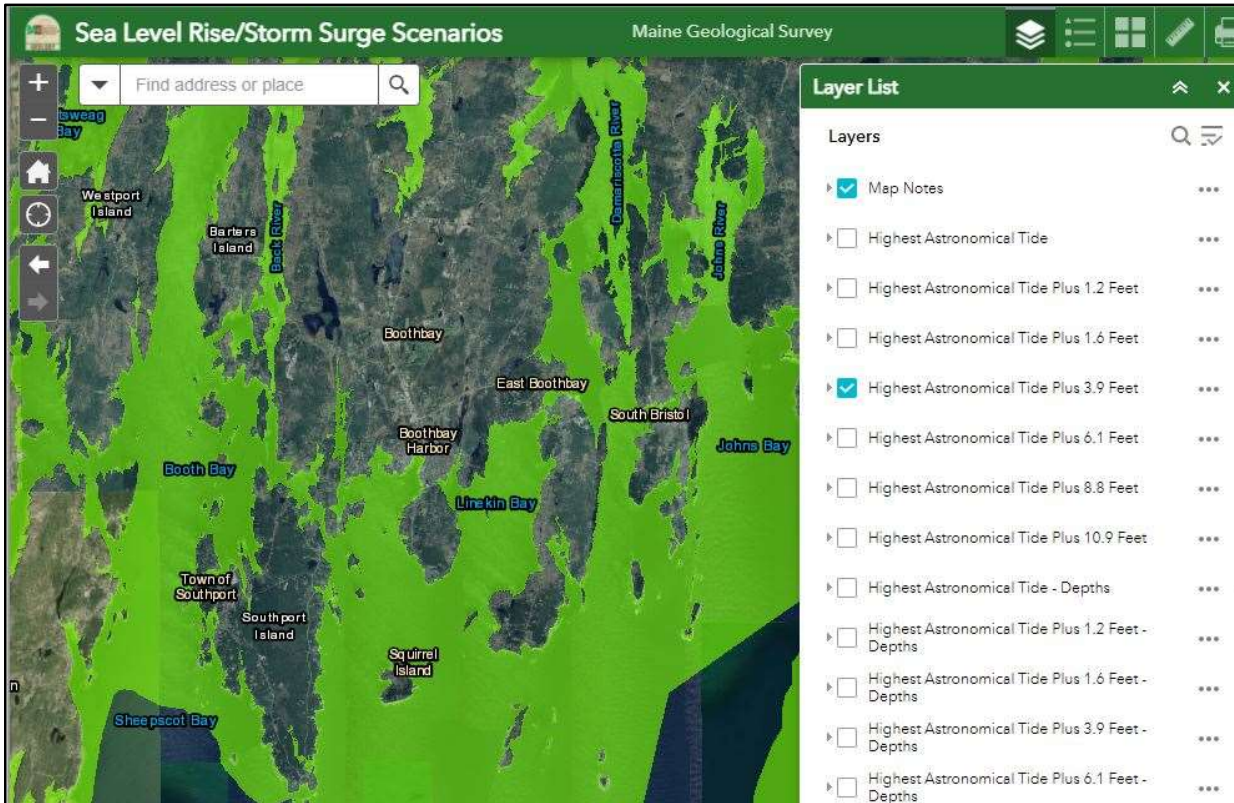 Sea Level Rise/Storm Surge Scenarios
Maine Geological Survey
+
Find address or place
−
tsweag
Bay
Westport
Island
Barters
Island
Back River
Damariscotta River
Johns River
Boothbay
East Boothbay
South Bristol
Boothbay
Harbor
Johns Bay
Booth Bay
Linekin Bay
Town of
Southport
Southport
Island
Squirrel
Island
n
Sheepscot Bay
Layer List
Layers
Map Notes
Highest Astronomical Tide
Highest Astronomical Tide Plus 1.2 Feet
Highest Astronomical Tide Plus 1.6 Feet
Highest Astronomical Tide Plus 3.9 Feet
Highest Astronomical Tide Plus 6.1 Feet
Highest Astronomical Tide Plus 8.8 Feet
Highest Astronomical Tide Plus 10.9 Feet
Highest Astronomical Tide - Depths
Highest Astronomical Tide Plus 1.2 Feet -
Depths
Highest Astronomical Tide Plus 1.6 Feet -
Depths
Highest Astronomical Tide Plus 3.9 Feet -
Depths
Highest Astronomical Tide Plus 6.1 Feet -
Depths